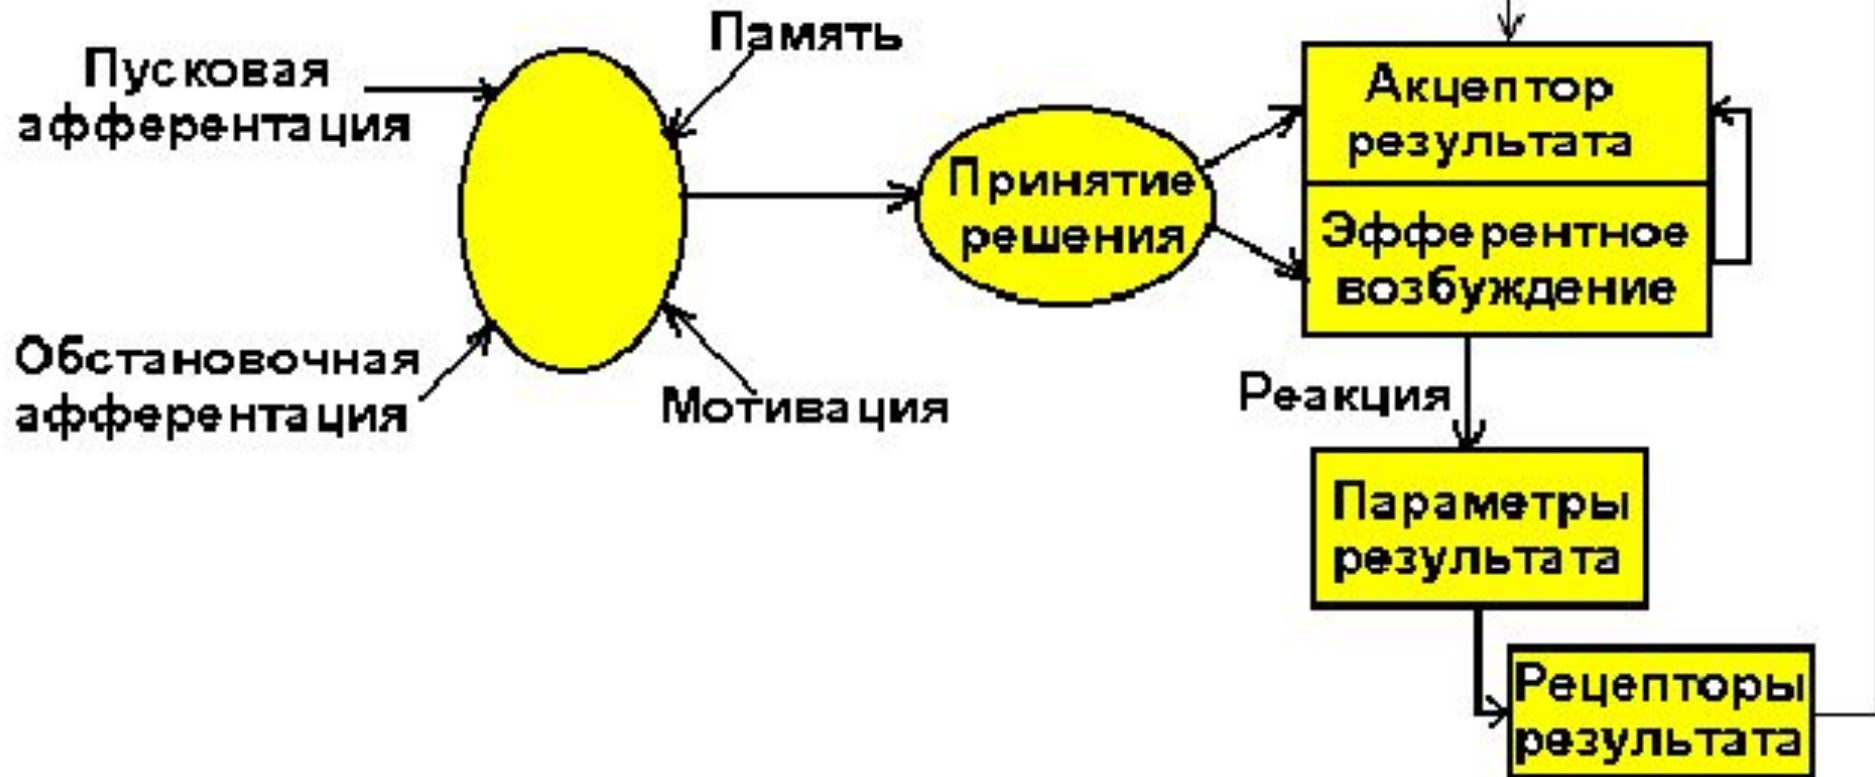 Пусковая
афферентация
Память
Обстановочная
афферентация
Мотивация
Принятие
решения
Акцептор
результата
Эфферентное
возбуждение
Реакция
Параметры
результата
Рецепторы
результата